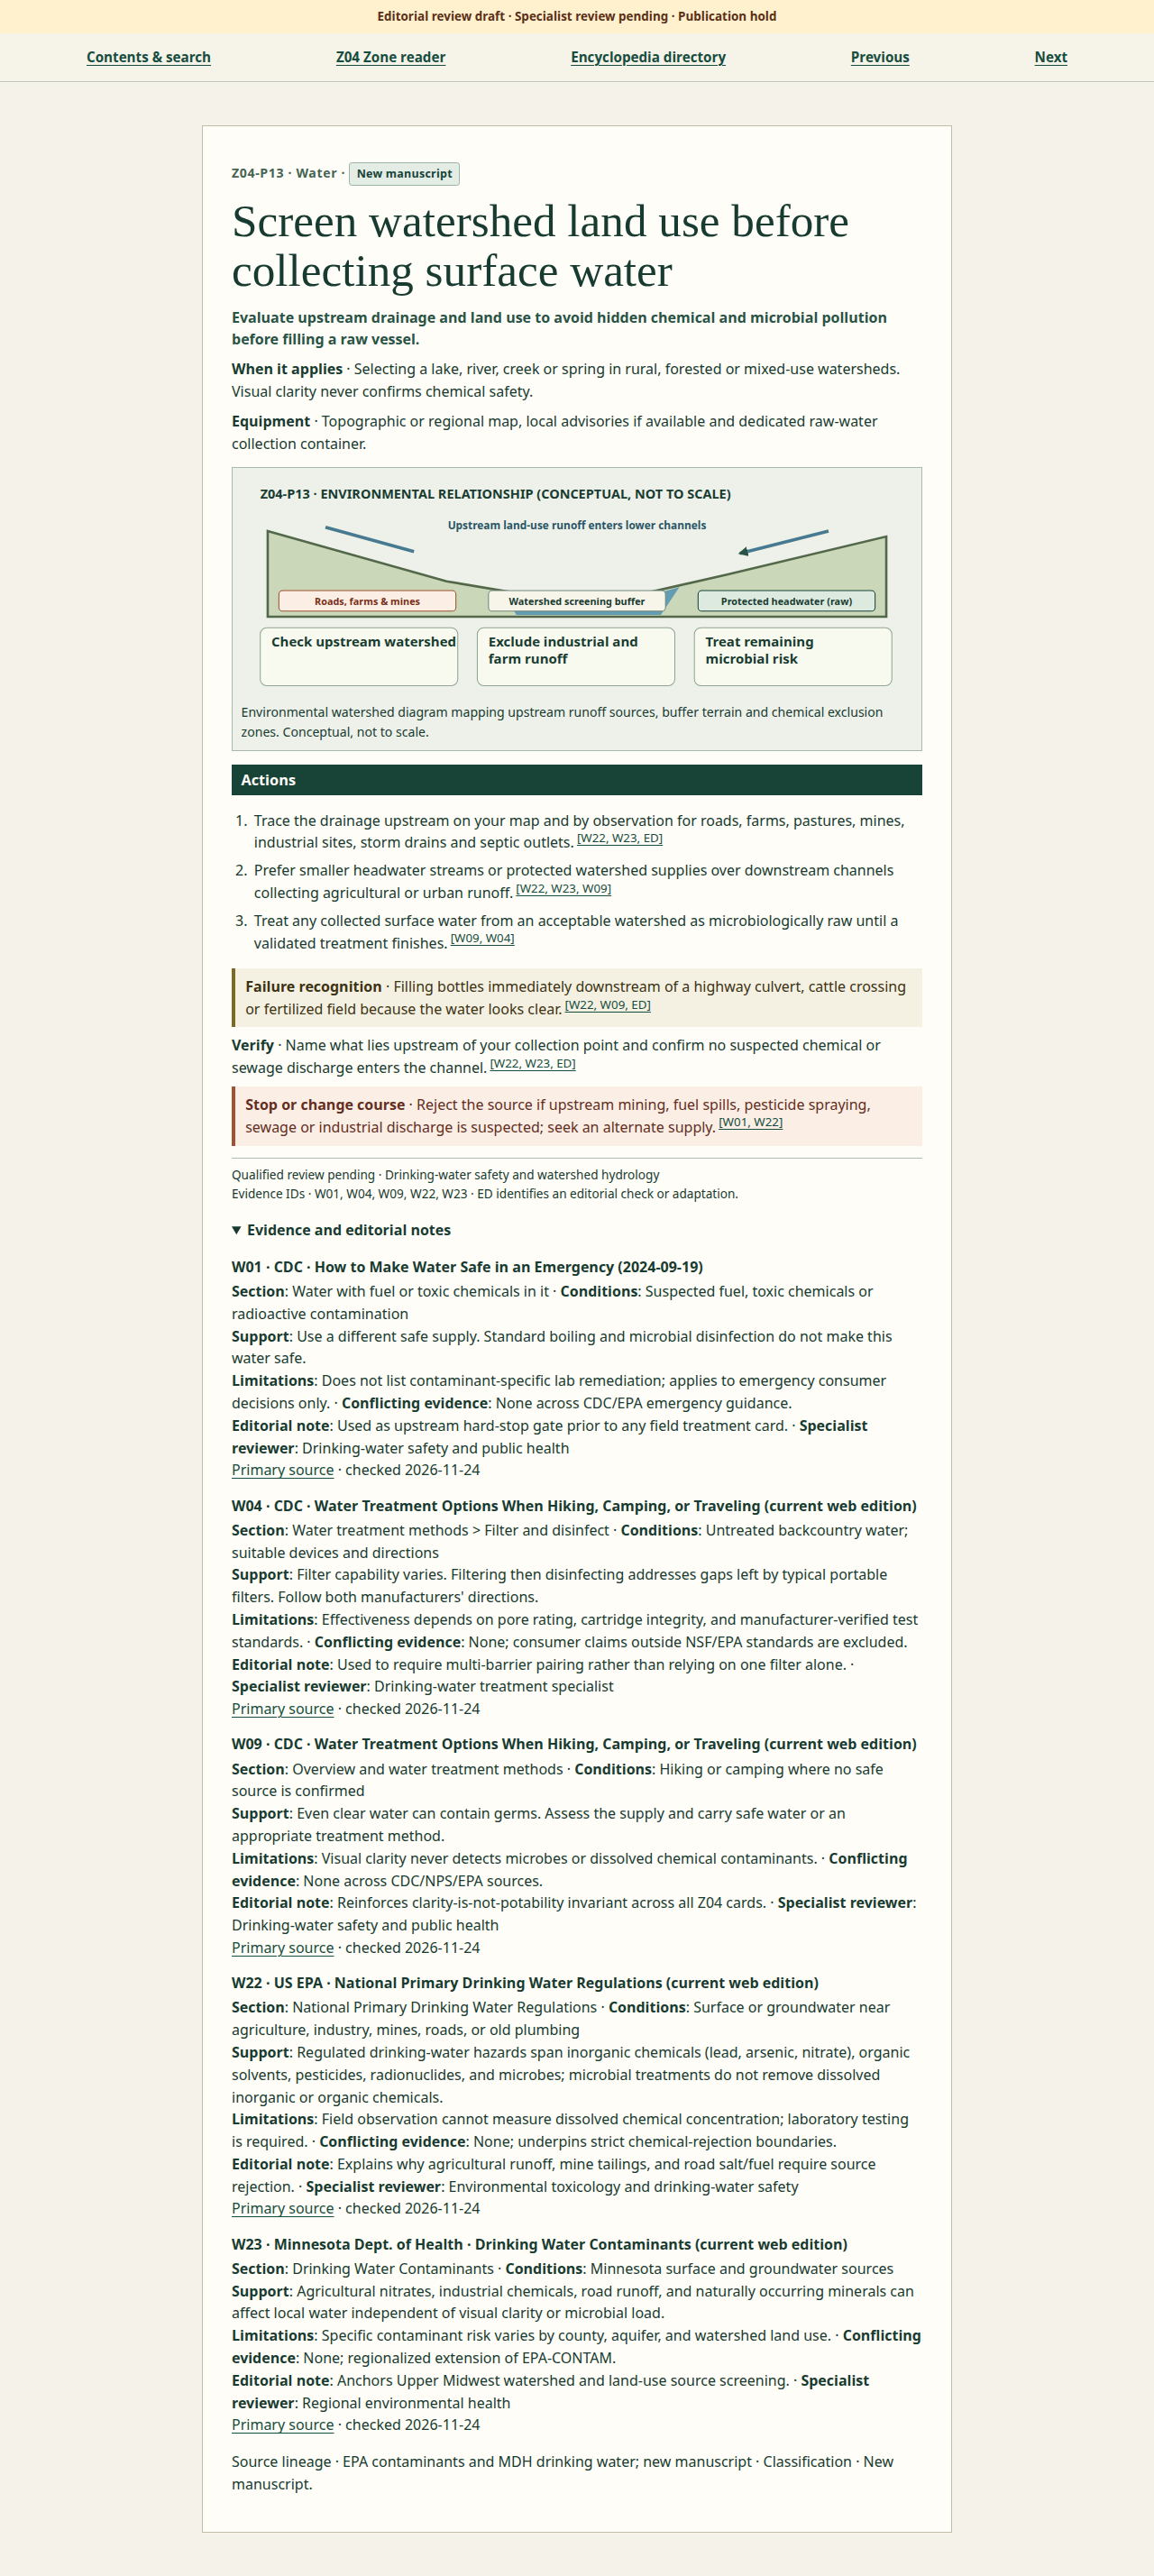 Editorial review draft · Specialist review pending · Publication hold
Contents & search
Z04 Zone reader
Encyclopedia directory
Previous
Next
Z04-P13 · Water · New manuscript
Screen watershed land use before
collecting surface water
Evaluate upstream drainage and land use to avoid hidden chemical and microbial pollution
before filling a raw vessel.
When it applies · Selecting a lake, river, creek or spring in rural, forested or mixed-use watersheds.
Visual clarity never confirms chemical safety.
Equipment · Topographic or regional map, local advisories if available and dedicated raw-water
collection container.
Z04-P13 · ENVIRONMENTAL RELATIONSHIP (CONCEPTUAL, NOT TO SCALE)
Upstream land-use runoff enters lower channels
Roads, farms & mines
Watershed screening buffer
Protected headwater (raw)
Check upstream watershed
Exclude industrial and
farm runoff
Treat remaining
microbial risk
Environmental watershed diagram mapping upstream runoff sources, buffer terrain and chemical exclusion
zones. Conceptual, not to scale.
Actions
1. Trace the drainage upstream on your map and by observation for roads, farms, pastures, mines,
industrial sites, storm drains and septic outlets. [W22, W23, ED]
2. Prefer smaller headwater streams or protected watershed supplies over downstream channels
collecting agricultural or urban runoff. [W22, W23, W09]
3. Treat any collected surface water from an acceptable watershed as microbiologically raw until a
validated treatment finishes. [W09, W04]
Failure recognition · Filling bottles immediately downstream of a highway culvert, cattle crossing
or fertilized field because the water looks clear. [W22, W09, ED]
Verify · Name what lies upstream of your collection point and confirm no suspected chemical or
sewage discharge enters the channel. [W22, W23, ED]
Stop or change course · Reject the source if upstream mining, fuel spills, pesticide spraying,
sewage or industrial discharge is suspected; seek an alternate supply. [W01, W22]
Qualified review pending · Drinking-water safety and watershed hydrology
Evidence IDs · W01, W04, W09, W22, W23 · ED identifies an editorial check or adaptation.
▼ Evidence and editorial notes
W01 · CDC · How to Make Water Safe in an Emergency (2024-09-19)
Section: Water with fuel or toxic chemicals in it · Conditions: Suspected fuel, toxic chemicals or
radioactive contamination
Support: Use a different safe supply. Standard boiling and microbial disinfection do not make this
water safe.
Limitations: Does not list contaminant-specific lab remediation; applies to emergency consumer
decisions only. · Conflicting evidence: None across CDC/EPA emergency guidance.
Editorial note: Used as upstream hard-stop gate prior to any field treatment card. · Specialist
reviewer: Drinking-water safety and public health
Primary source · checked 2026-11-24
W04 · CDC · Water Treatment Options When Hiking, Camping, or Traveling (current web edition)
Section: Water treatment methods > Filter and disinfect · Conditions: Untreated backcountry water;
suitable devices and directions
Support: Filter capability varies. Filtering then disinfecting addresses gaps left by typical portable
filters. Follow both manufacturers' directions.
Limitations: Effectiveness depends on pore rating, cartridge integrity, and manufacturer-verified test
standards. · Conflicting evidence: None; consumer claims outside NSF/EPA standards are excluded.
Editorial note: Used to require multi-barrier pairing rather than relying on one filter alone. ·
Specialist reviewer: Drinking-water treatment specialist
Primary source · checked 2026-11-24
W09 · CDC · Water Treatment Options When Hiking, Camping, or Traveling (current web edition)
Section: Overview and water treatment methods · Conditions: Hiking or camping where no safe
source is confirmed
Support: Even clear water can contain germs. Assess the supply and carry safe water or an
appropriate treatment method.
Limitations: Visual clarity never detects microbes or dissolved chemical contaminants. · Conflicting
evidence: None across CDC/NPS/EPA sources.
Editorial note: Reinforces clarity-is-not-potability invariant across all Z04 cards. · Specialist reviewer:
Drinking-water safety and public health
Primary source · checked 2026-11-24
W22 · US EPA · National Primary Drinking Water Regulations (current web edition)
Section: National Primary Drinking Water Regulations · Conditions: Surface or groundwater near
agriculture, industry, mines, roads, or old plumbing
Support: Regulated drinking-water hazards span inorganic chemicals (lead, arsenic, nitrate), organic
solvents, pesticides, radionuclides, and microbes; microbial treatments do not remove dissolved
inorganic or organic chemicals.
Limitations: Field observation cannot measure dissolved chemical concentration; laboratory testing
is required. · Conflicting evidence: None; underpins strict chemical-rejection boundaries.
Editorial note: Explains why agricultural runoff, mine tailings, and road salt/fuel require source
rejection. · Specialist reviewer: Environmental toxicology and drinking-water safety
Primary source · checked 2026-11-24
W23 · Minnesota Dept. of Health · Drinking Water Contaminants (current web edition)
Section: Drinking Water Contaminants · Conditions: Minnesota surface and groundwater sources
Support: Agricultural nitrates, industrial chemicals, road runoff, and naturally occurring minerals can
affect local water independent of visual clarity or microbial load.
Limitations: Specific contaminant risk varies by county, aquifer, and watershed land use. · Conflicting
evidence: None; regionalized extension of EPA-CONTAM.
Editorial note: Anchors Upper Midwest watershed and land-use source screening. · Specialist
reviewer: Regional environmental health
Primary source · checked 2026-11-24
Source lineage · EPA contaminants and MDH drinking water; new manuscript · Classification · New
manuscript.